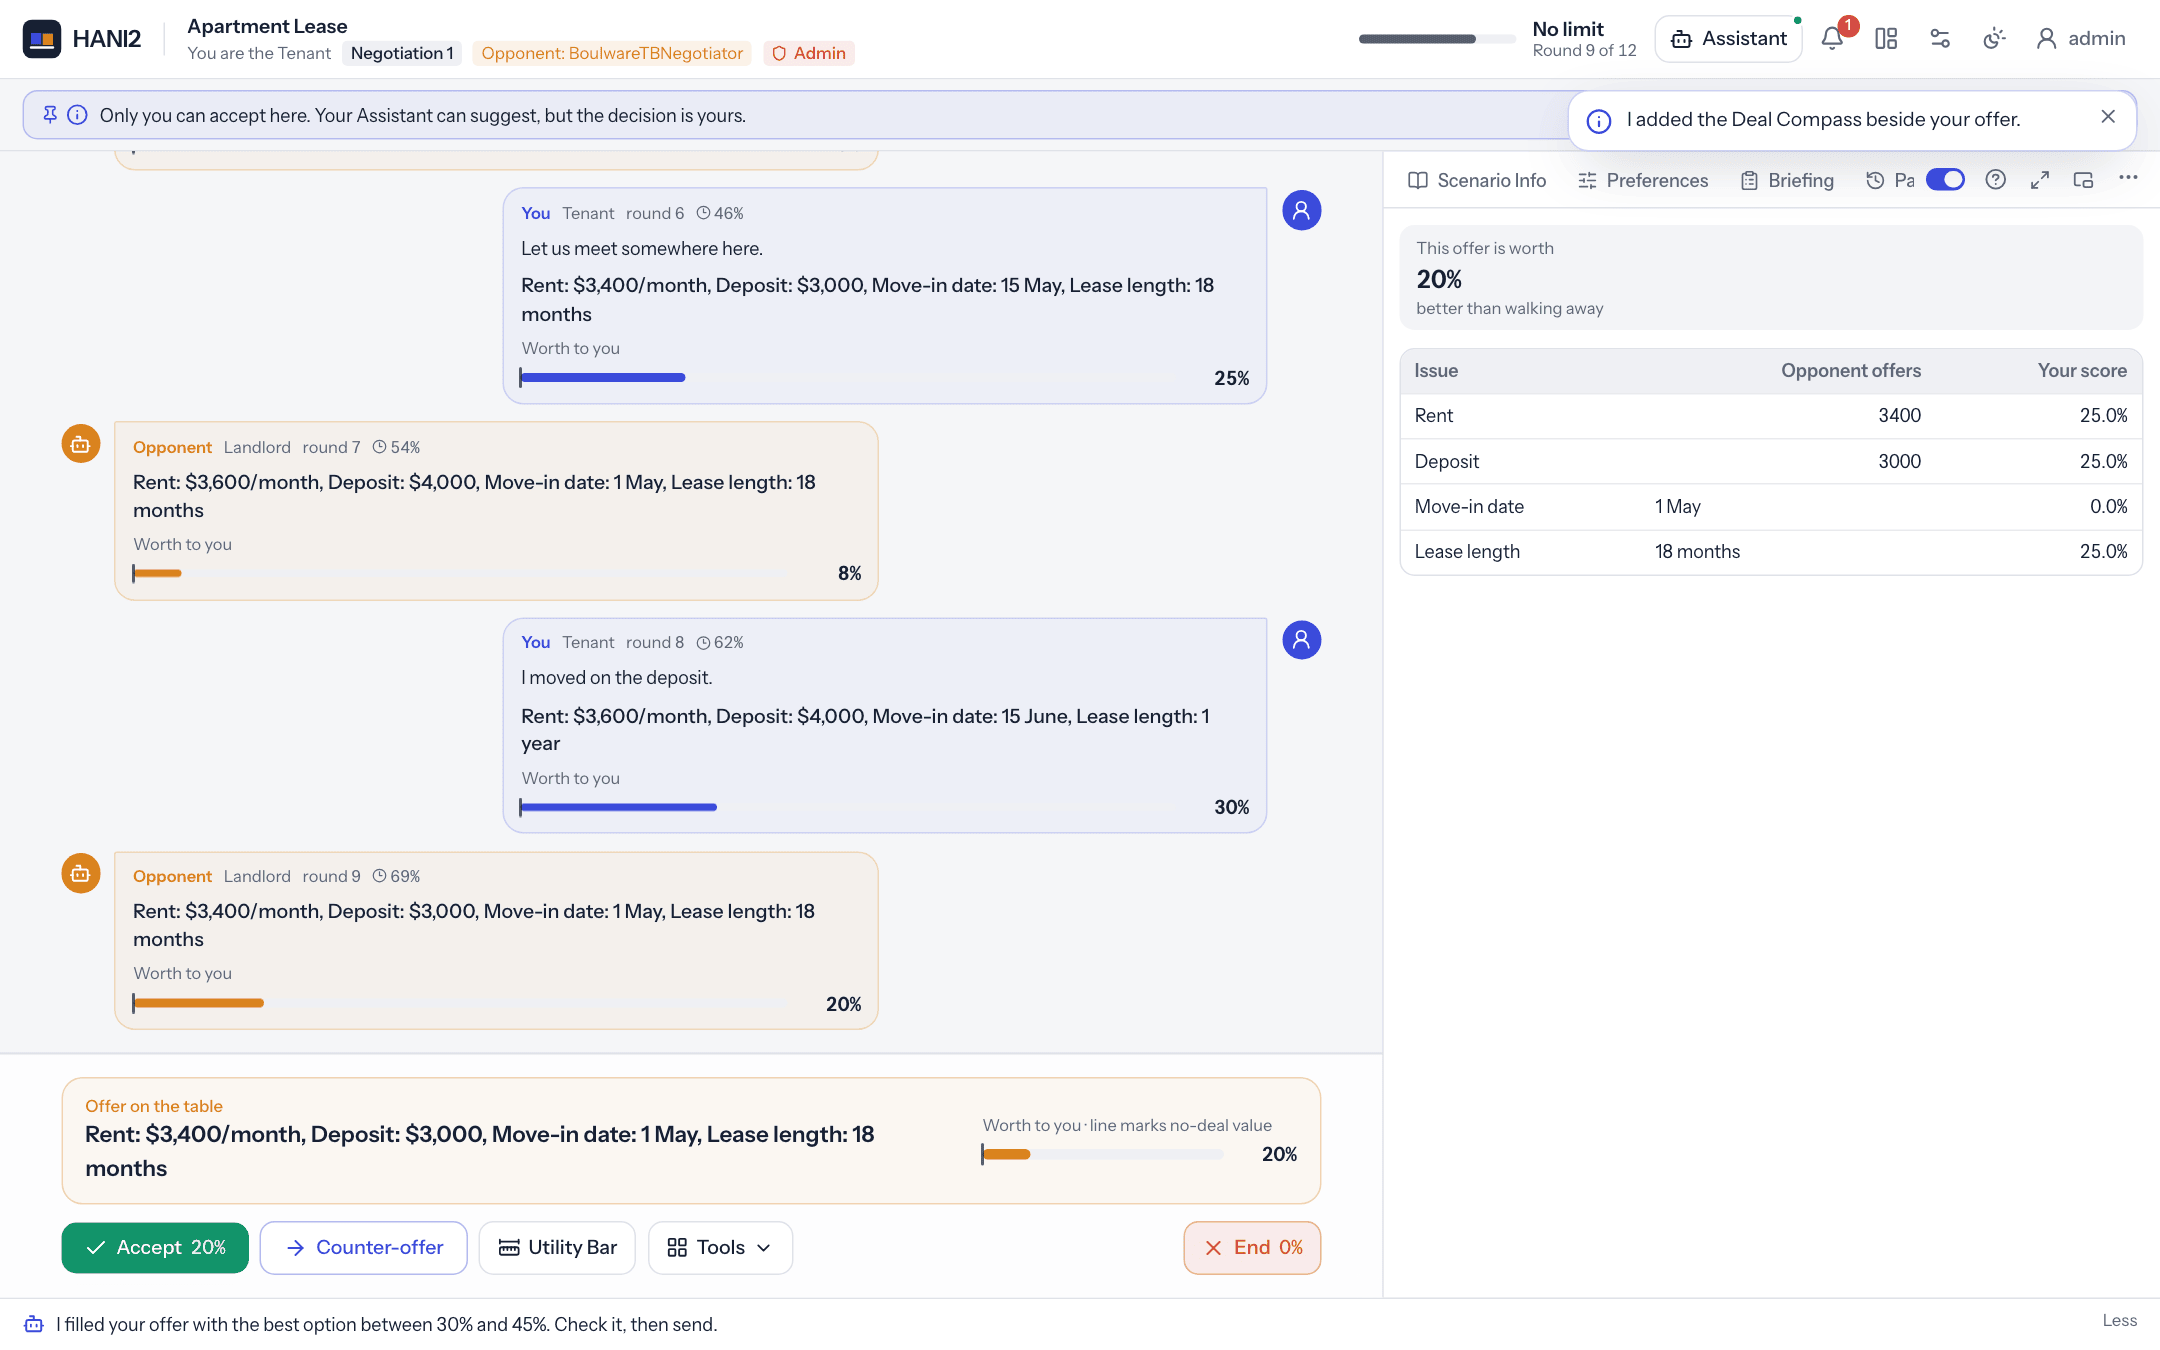 HANI2
Apartment Lease
You are the Tenant Negotiation 1 Opponent: BoulwareTBNegotiator Admin
No limit
Round 9 of 12
Assistant
1
admin
Only you can accept here. Your Assistant can suggest, but the decision is yours.
I added the Deal Compass beside your offer.
You Tenant round 6 46%
Let us meet somewhere here.
Rent: $3,400/month, Deposit: $3,000, Move-in date: 15 May, Lease length: 18
months
Worth to you
25%
Opponent Landlord round 7 54%
Rent: $3,600/month, Deposit: $4,000, Move-in date: 1 May, Lease length: 18
months
Worth to you
8%
You Tenant round 8 62%
I moved on the deposit.
Rent: $3,600/month, Deposit: $4,000, Move-in date: 15 June, Lease length: 1
year
Worth to you
30%
Opponent Landlord round 9 69%
Rent: $3,400/month, Deposit: $3,000, Move-in date: 1 May, Lease length: 18
months
Worth to you
20%
Offer on the table
Rent: $3,400/month, Deposit: $3,000, Move-in date: 1 May, Lease length: 18
months
Worth to you · line marks no-deal value
20%
Accept 20%
Counter-offer
Utility Bar
Tools
End 0%
Scenario Info Preferences Briefing Pa
This offer is worth
20%
better than walking away
Issue Opponent offers Your score
Rent 3400 25.0%
Deposit 3000 25.0%
Move-in date 1 May 0.0%
Lease length 18 months 25.0%
I filled your offer with the best option between 30% and 45%. Check it, then send.
Less